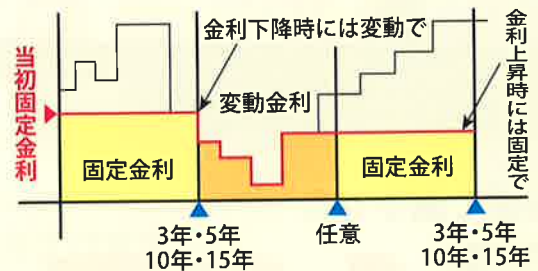 当初固定金利
金利下降時には変動で
金利上昇時には固定で
変動金利
固定金利
固定金利
3年・5年
10年・15年
任意
3年・5年
10年・15年